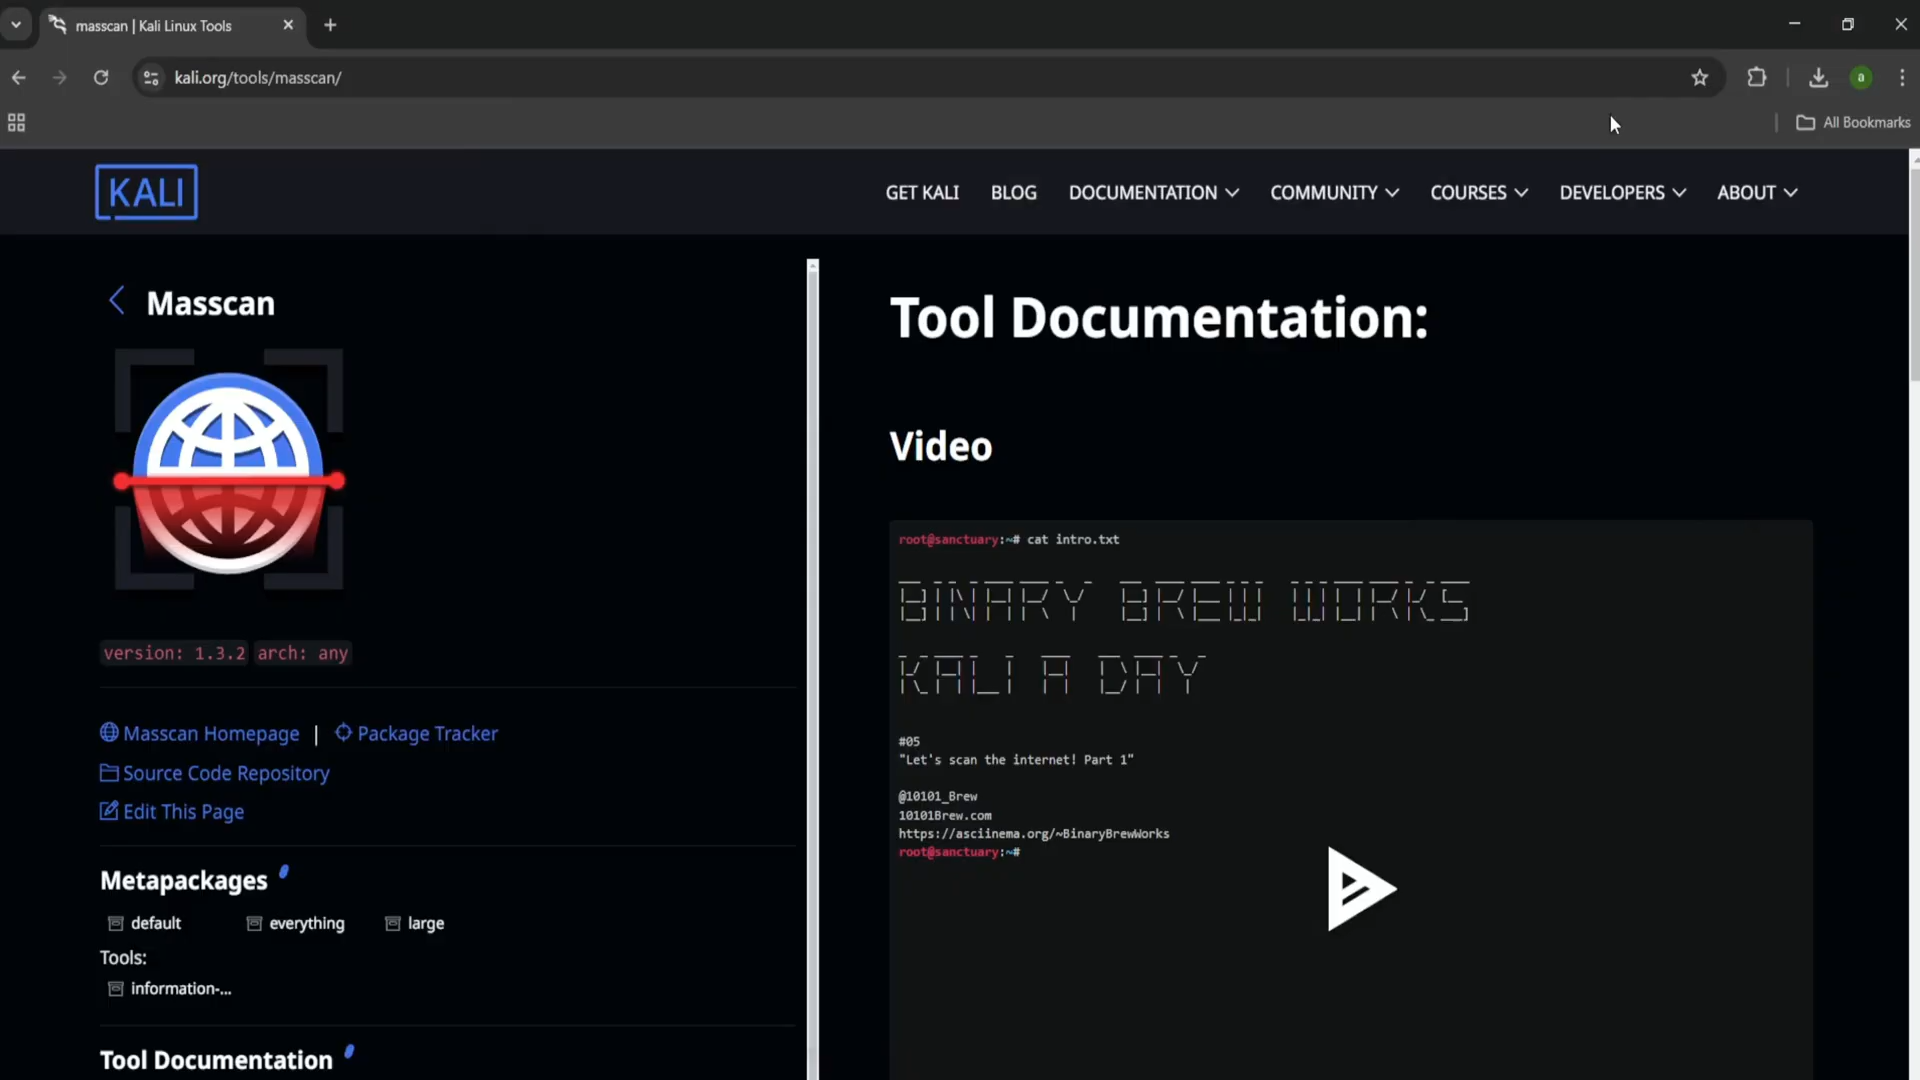 masscan | Kali Linux Tools
kali.org/tools/masscan/
a
All Bookmarks
KALI
GET KALI
BLOG
DOCUMENTATION
COMMUNITY
COURSES
DEVELOPERS
ABOUT
Masscan
version: 1.3.2 arch: any
Masscan Homepage | Package Tracker
Source Code Repository
Edit This Page
Metapackages
default everything large
Tools:
information-...
Tool Documentation
Tool Documentation:
Video
root@sanctuary:~# cat intro.txt
BINARY BREW WORKS
KALI A DAY
#05
"Let's scan the internet! Part 1"
@10101_Brew
10101Brew.com
https://asciinema.org/~BinaryBrewWorks
root@sanctuary:~#